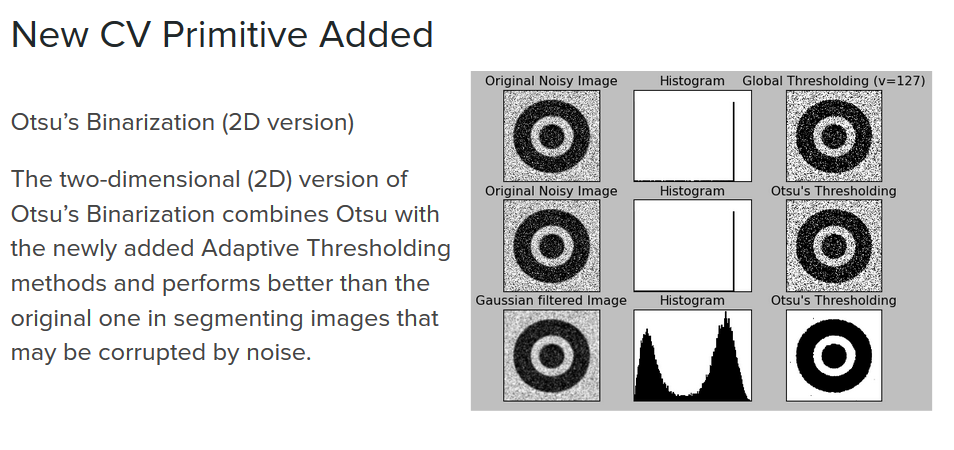 New CV Primitive Added
Otsu’s Binarization (2D version)
The two-dimensional (2D) version of
Otsu’s Binarization combines Otsu with
the newly added Adaptive Thresholding
methods and performs better than the
original one in segmenting images that
may be corrupted by noise.
Original Noisy Image Histogram Global Thresholding (v=127)
Original Noisy Image Histogram Otsu's Thresholding
Gaussian filtered Image Histogram Otsu's Thresholding